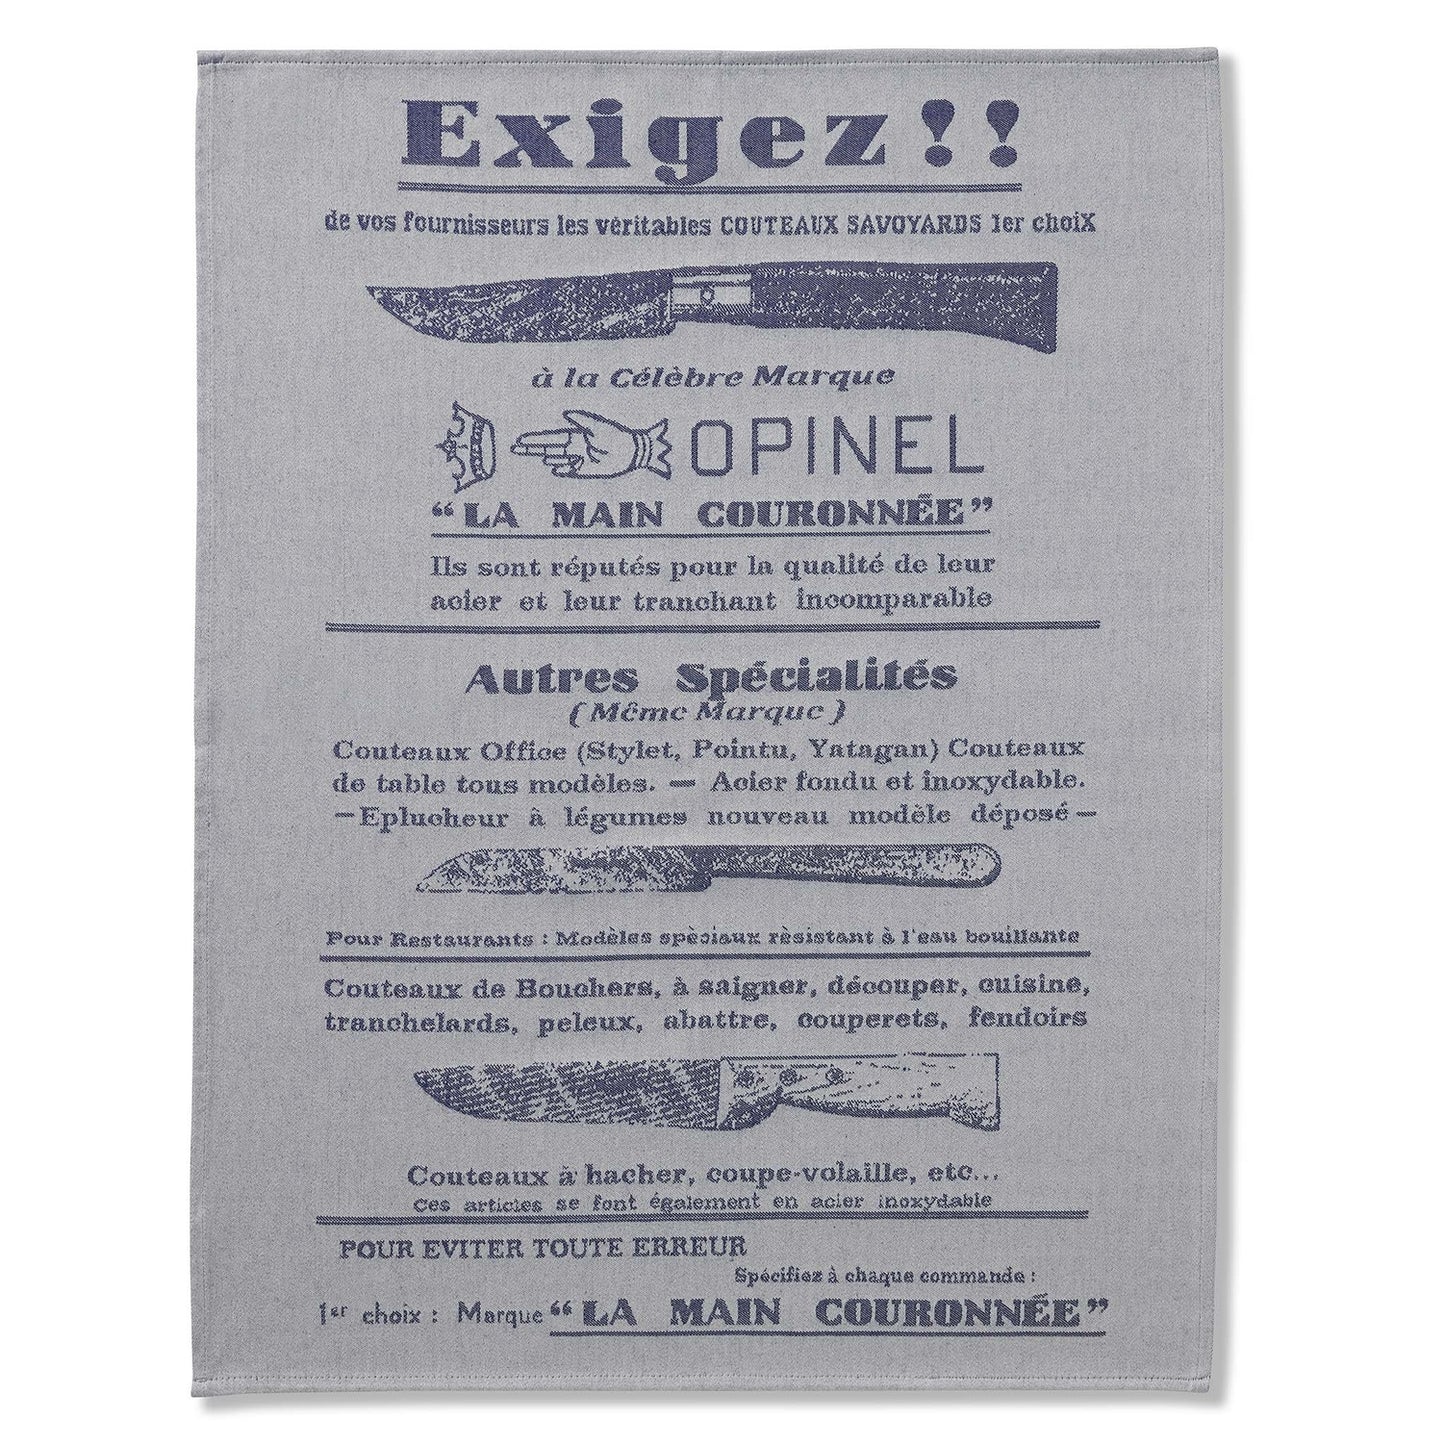 Exigez !!
de vos fournisseurs les véritables COUTEAUX SAVOYARDS 1er choiX
à la Célèbre Marque
OPINEL
“LA MAIN COURONNÉE”
Ils sont réputés pour la qualité de leur
acier et leur tranchant incomparable
Autres Spécialités
(Même Marque)
Couteaux Office (Stylet, Pointu, Yatagan) Couteaux
de table tous modèles. — Acier fondu et inoxydable.
—Eplucheur à légumes nouveau modèle déposé—
Pour Restaurants : Modèles spéciaux résistant à l'eau bouillante
Couteaux de Bouchers, à saigner, découper, cuisine,
tranchelards, peleux, abattre, couperets, fendoirs
Couteaux à hacher, coupe-volaille, etc...
Ces articles se font également en acier inoxydable
POUR EVITER TOUTE ERREUR
Spécifiez à chaque commande :
1er choix : Marque “LA MAIN COURONNÉE”